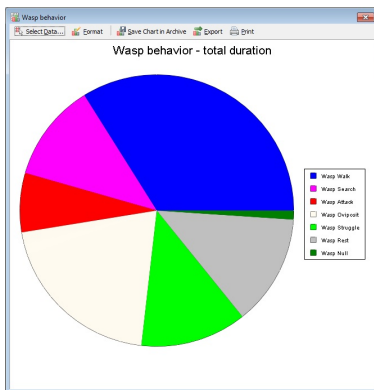 Wasp behavior
Select Data... Format Save Chart in Archive Export Print
Wasp behavior - total duration
Wasp Walk
Wasp Search
Wasp Attack
Wasp Oviposit
Wasp Struggle
Wasp Rest
Wasp Null